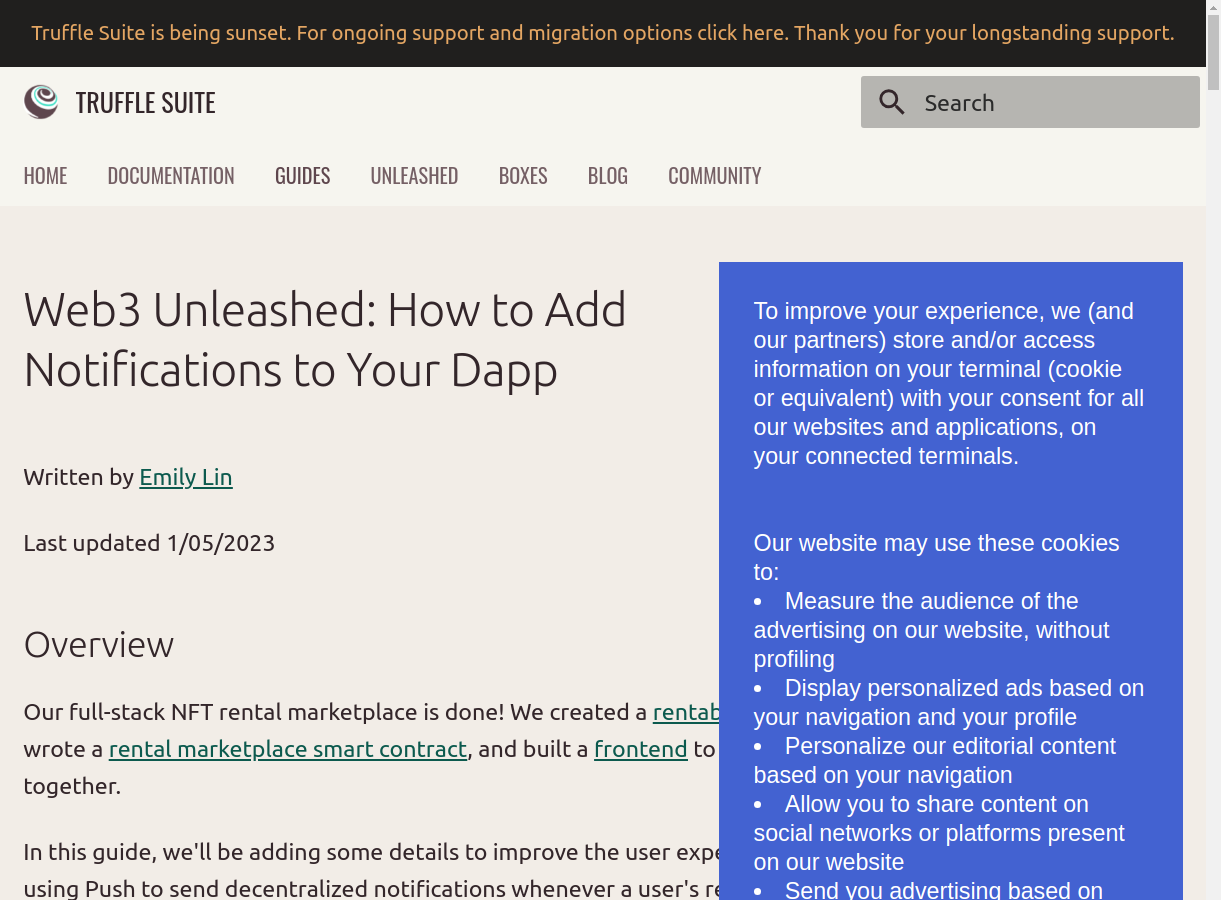 Truffle Suite is being sunset. For ongoing support and migration options click here. Thank you for your longstanding support.
TRUFFLE SUITE
Search
HOME DOCUMENTATION GUIDES UNLEASHED BOXES BLOG COMMUNITY
Web3 Unleashed: How to Add
Notifications to Your Dapp
Written by Emily Lin
Last updated 1/05/2023
Overview
Our full-stack NFT rental marketplace is done! We created a
wrote a rental marketplace smart contract, and built a frontend to
together.
In this guide, we'll be adding some details to improve the user
using Push to send decentralized notifications whenever a user's
To improve your experience, we (and
our partners) store and/or access
information on your terminal (cookie
or equivalent) with your consent for all
our websites and applications, on
your connected terminals.
Our website may use these cookies
to:
• Measure the audience of the
advertising on our website, without
profiling
• Display personalized ads based on
your navigation and your profile
• Personalize our editorial content
based on your navigation
• Allow you to share content on
social networks or platforms present
on our website
• Send you advertising based on